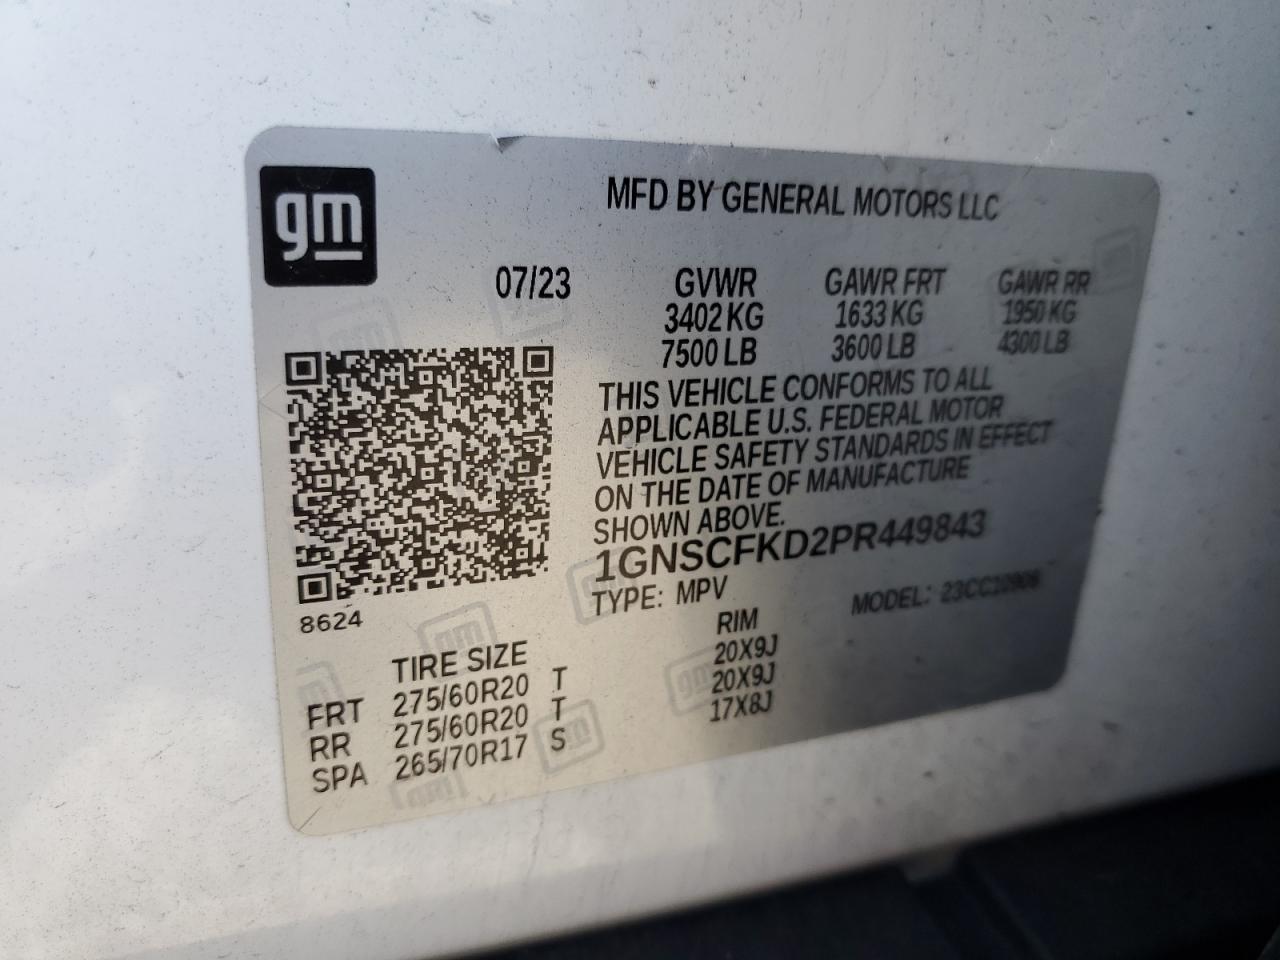 gm
MFD BY GENERAL MOTORS LLC
07/23 GVWR GAWR FRT GAWR RR
3402 KG 1633 KG 1950 KG
7500 LB 3600 LB 4300 LB
THIS VEHICLE CONFORMS TO ALL
APPLICABLE U.S. FEDERAL MOTOR
VEHICLE SAFETY STANDARDS IN EFFECT
ON THE DATE OF MANUFACTURE
SHOWN ABOVE.
1GNSCFKD2PR449843
TYPE: MPV MODEL: 23CC10906
8624
TIRE SIZE RIM
FRT 275/60R20 T 20X9J
RR 275/60R20 T 20X9J
SPA 265/70R17 S 17X8J